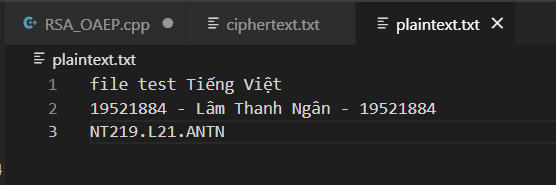 RSA_OAEP.cpp ciphertext.txt plaintext.txt
plaintext.txt
1 file test Tiếng Việt
2 19521884 - Lâm Thanh Ngân - 19521884
3 NT219.L21.ANTN